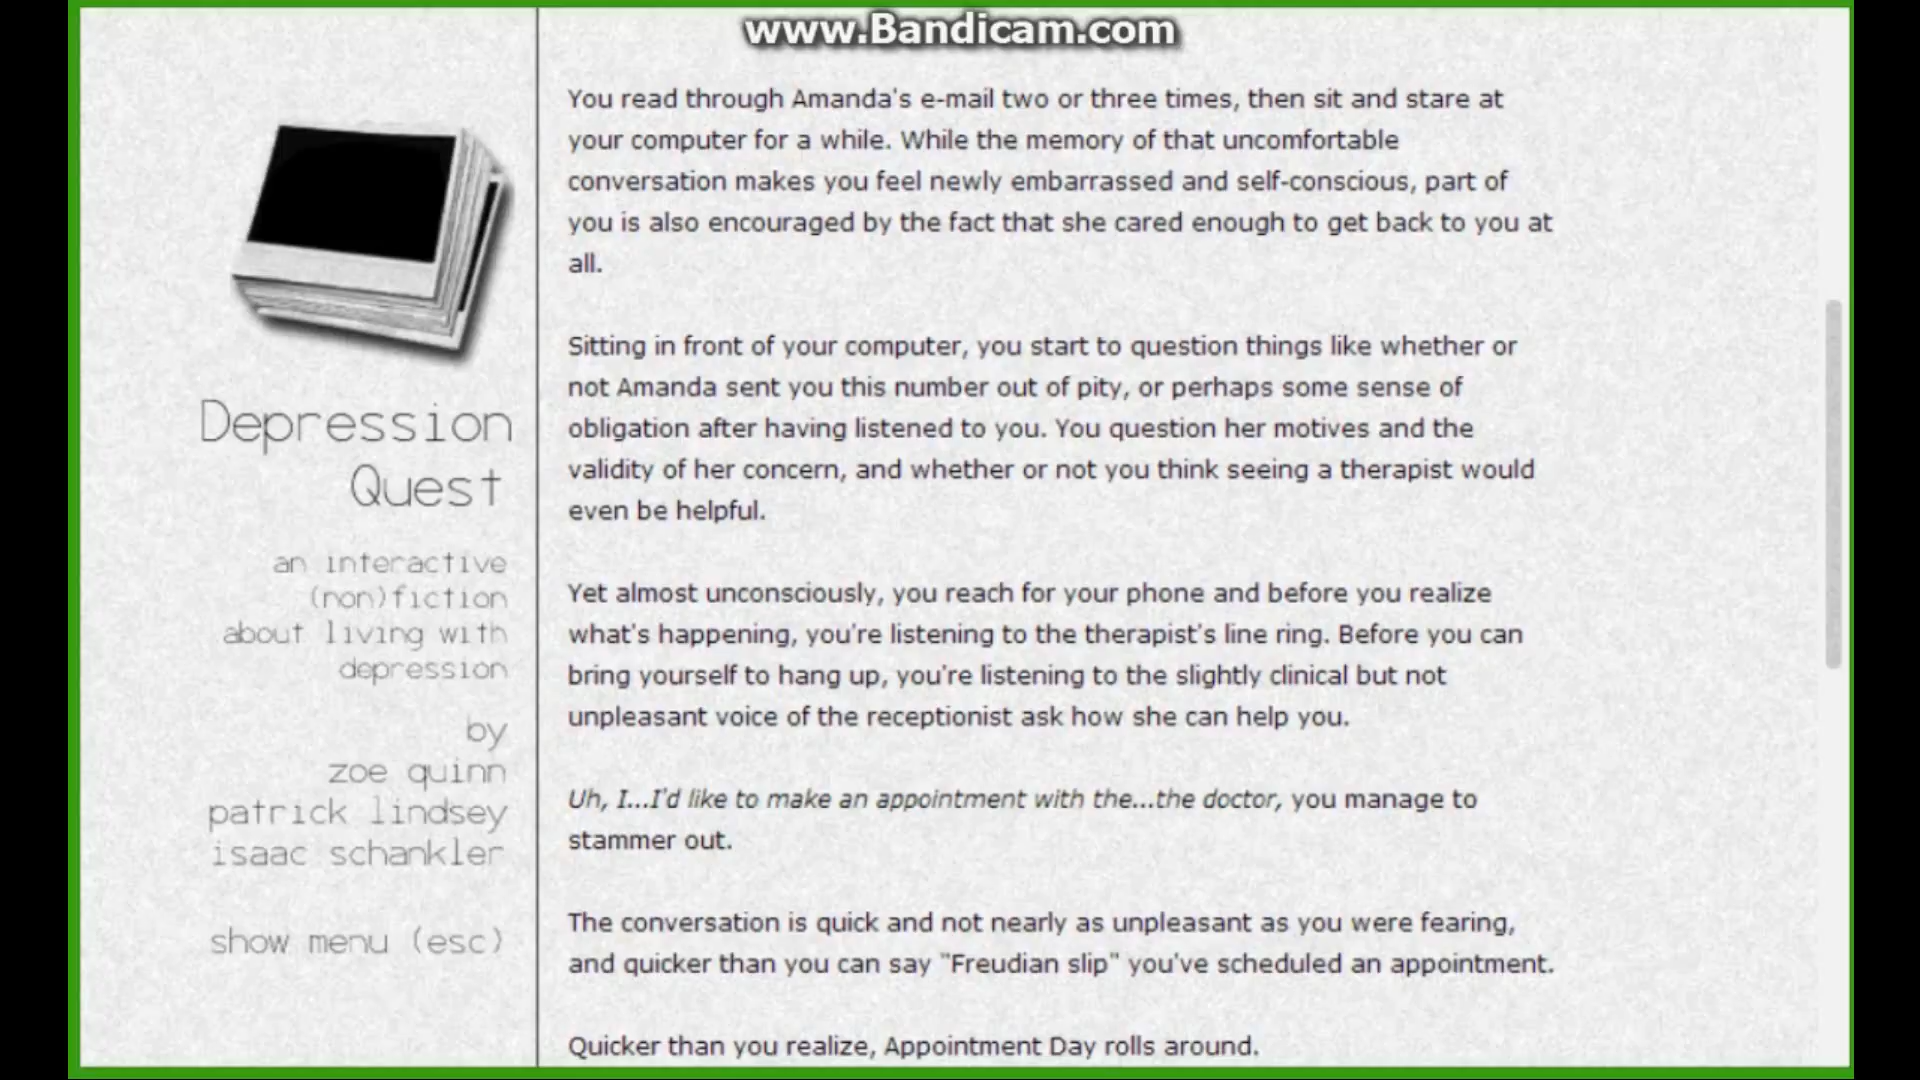 www.Bandicam.com
You read through Amanda's e-mail two or three times, then sit and stare at
your computer for a while. While the memory of that uncomfortable
conversation makes you feel newly embarrassed and self-conscious, part of
you is also encouraged by the fact that she cared enough to get back to you at
all.
Sitting in front of your computer, you start to question things like whether or
not Amanda sent you this number out of pity, or perhaps some sense of
obligation after having listened to you. You question her motives and the
validity of her concern, and whether or not you think seeing a therapist would
even be helpful.
Yet almost unconsciously, you reach for your phone and before you realize
what's happening, you're listening to the therapist's line ring. Before you can
bring yourself to hang up, you're listening to the slightly clinical but not
unpleasant voice of the receptionist ask how she can help you.
Uh, I...I'd like to make an appointment with the...the doctor, you manage to
stammer out.
The conversation is quick and not nearly as unpleasant as you were fearing,
and quicker than you can say "Freudian slip" you've scheduled an appointment.
Quicker than you realize, Appointment Day rolls around.
Depression
Quest
an interactive
(non)fiction
about living with
depression
by
zoe quinn
patrick lindsey
isaac schankler
show menu (esc)